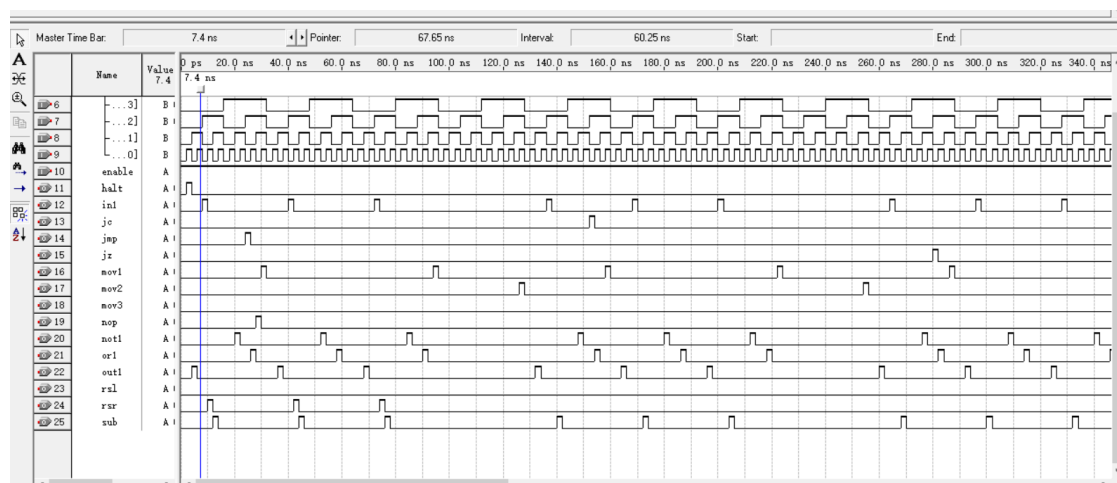 Master Time Bar: 7.4 ns Pointer: 67.65 ns Interval: 60.25 ns Start: End:
Name Value 7.4
0 ps 20.0 ns 40.0 ns 60.0 ns 80.0 ns 100.0 ns 120.0 ns 140.0 ns 160.0 ns 180.0 ns 200.0 ns 220.0 ns 240.0 ns 260.0 ns 280.0 ns 300.0 ns 320.0 ns 340.0 ns
7.4 ns
6 ...3] B
7 ...2] B
8 ...1] B
9 ...0] B
10 enable A
11 halt A
12 in1 A
13 jc A
14 jmp A
15 jz A
16 mov1 A
17 mov2 A
18 mov3 A
19 nop A
20 not1 A
21 or1 A
22 out1 A
23 rsl A
24 rsr A
25 sub A